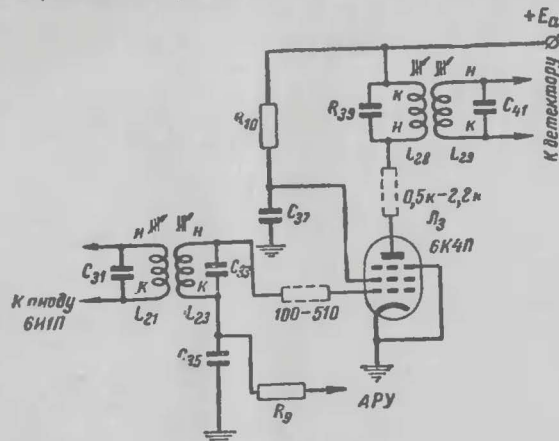 + Eа
R10
R39
к
н
н
к
C41
К детектору
L28
L29
0,5к-2,2к
Л3
6К4П
C37
C31
н
к
н
к
C33
К аноду
6Н1П
L21
L23
100-510
C35
R9
АРУ